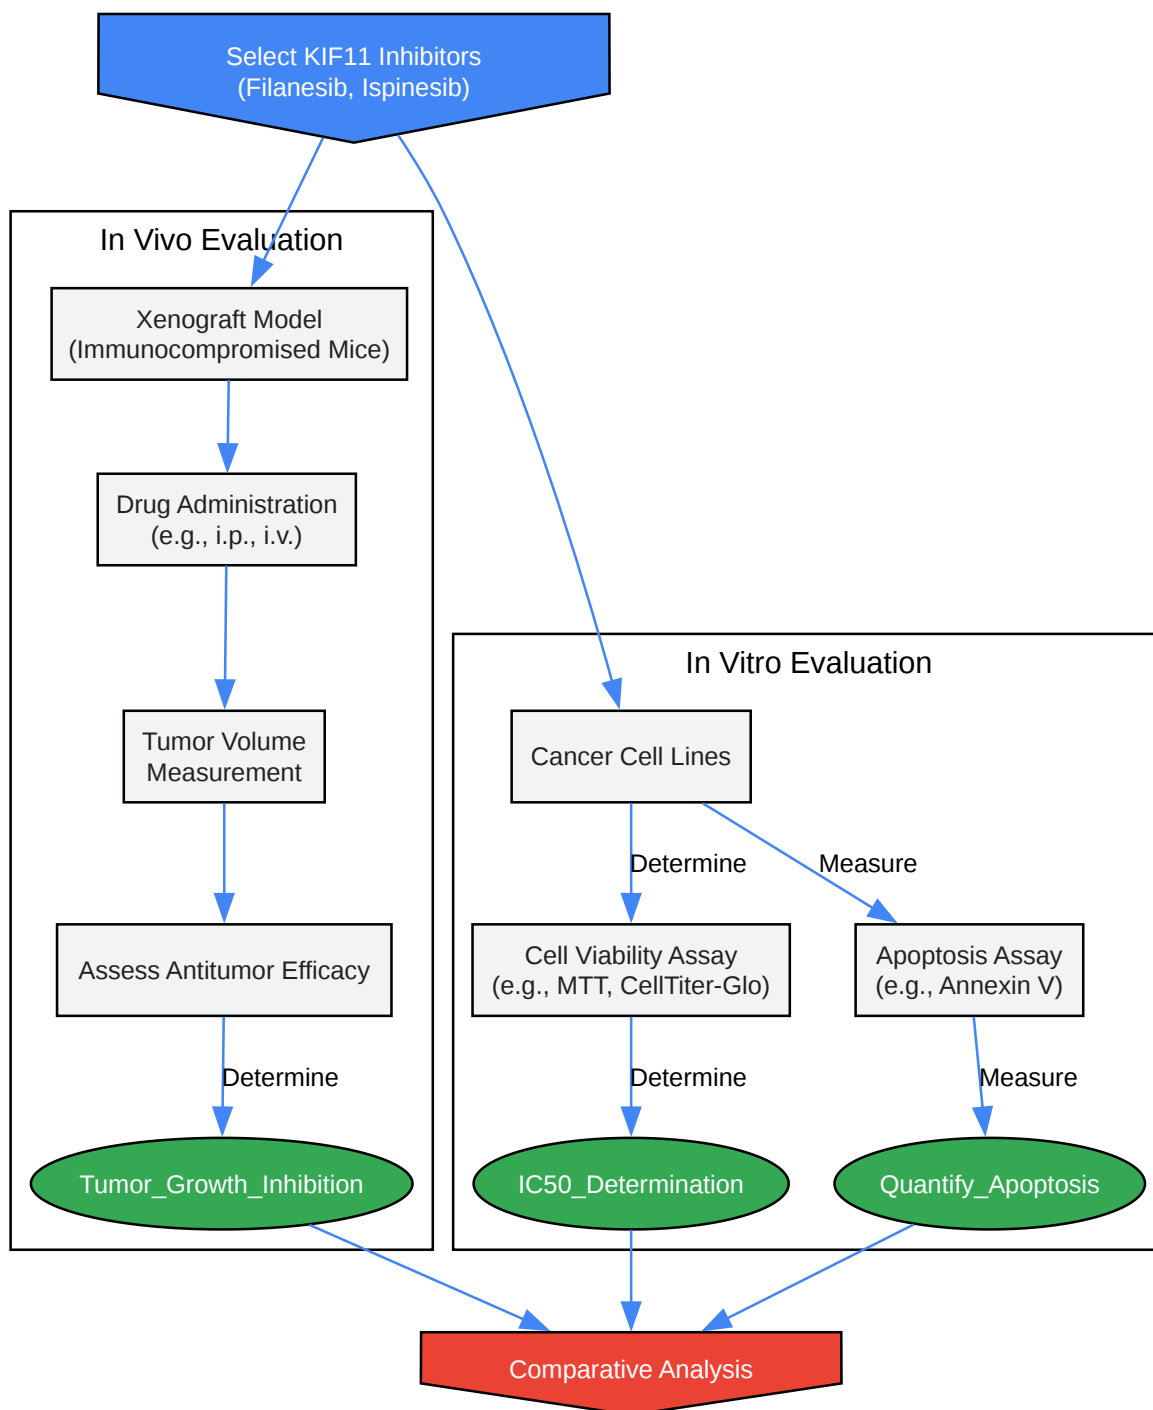 Select KIF11 Inhibitors
(Filanesib, Ispinesib)
In Vivo Evaluation
Xenograft Model
(Immunocompromised Mice)
Drug Administration
(e.g., i.p., i.v.)
Tumor Volume
Measurement
Assess Antitumor Efficacy
Determine
Tumor_Growth_Inhibition
In Vitro Evaluation
Cancer Cell Lines
Determine
Measure
Cell Viability Assay
(e.g., MTT, CellTiter-Glo)
Apoptosis Assay
(e.g., Annexin V)
Determine
Measure
IC50_Determination
Quantify_Apoptosis
Comparative Analysis